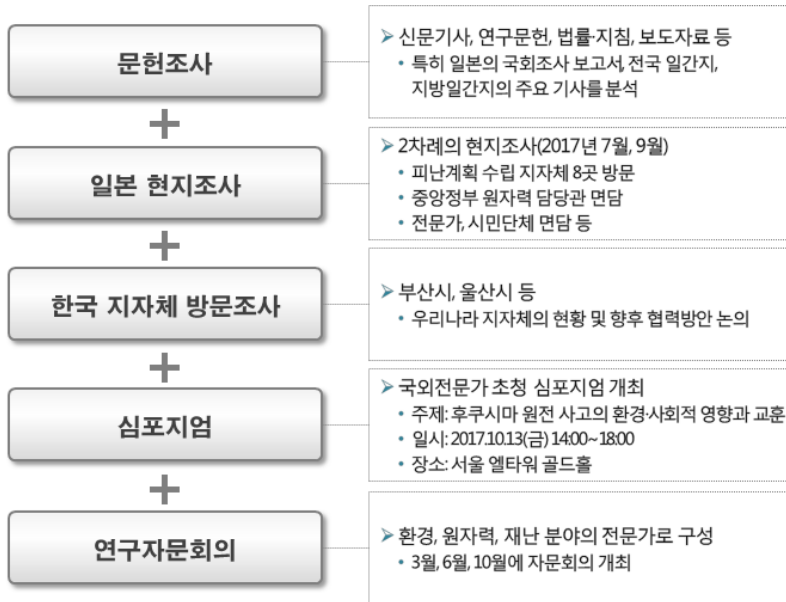 문헌조사
➢ 신문기사, 연구문헌, 법률·지침, 보도자료 등
• 특히 일본의 국회조사 보고서, 전국 일간지,
지방일간지의 주요 기사를 분석
+
일본 현지조사
➢ 2차례의 현지조사(2017년 7월, 9월)
• 피난계획 수립 지자체 8곳 방문
• 중앙정부 원자력 담당관 면담
• 전문가, 시민단체 면담 등
+
한국 지자체 방문조사
➢ 부산시, 울산시 등
• 우리나라 지자체의 현황 및 향후 협력방안 논의
+
심포지엄
➢ 국외전문가 초청 심포지엄 개최
• 주제: 후쿠시마 원전 사고의 환경·사회적 영향과 교훈
• 일시: 2017.10.13(금) 14:00~18:00
• 장소: 서울 엘타워 골드홀
+
연구자문회의
➢ 환경, 원자력, 재난 분야의 전문가로 구성
• 3월, 6월, 10월에 자문회의 개최